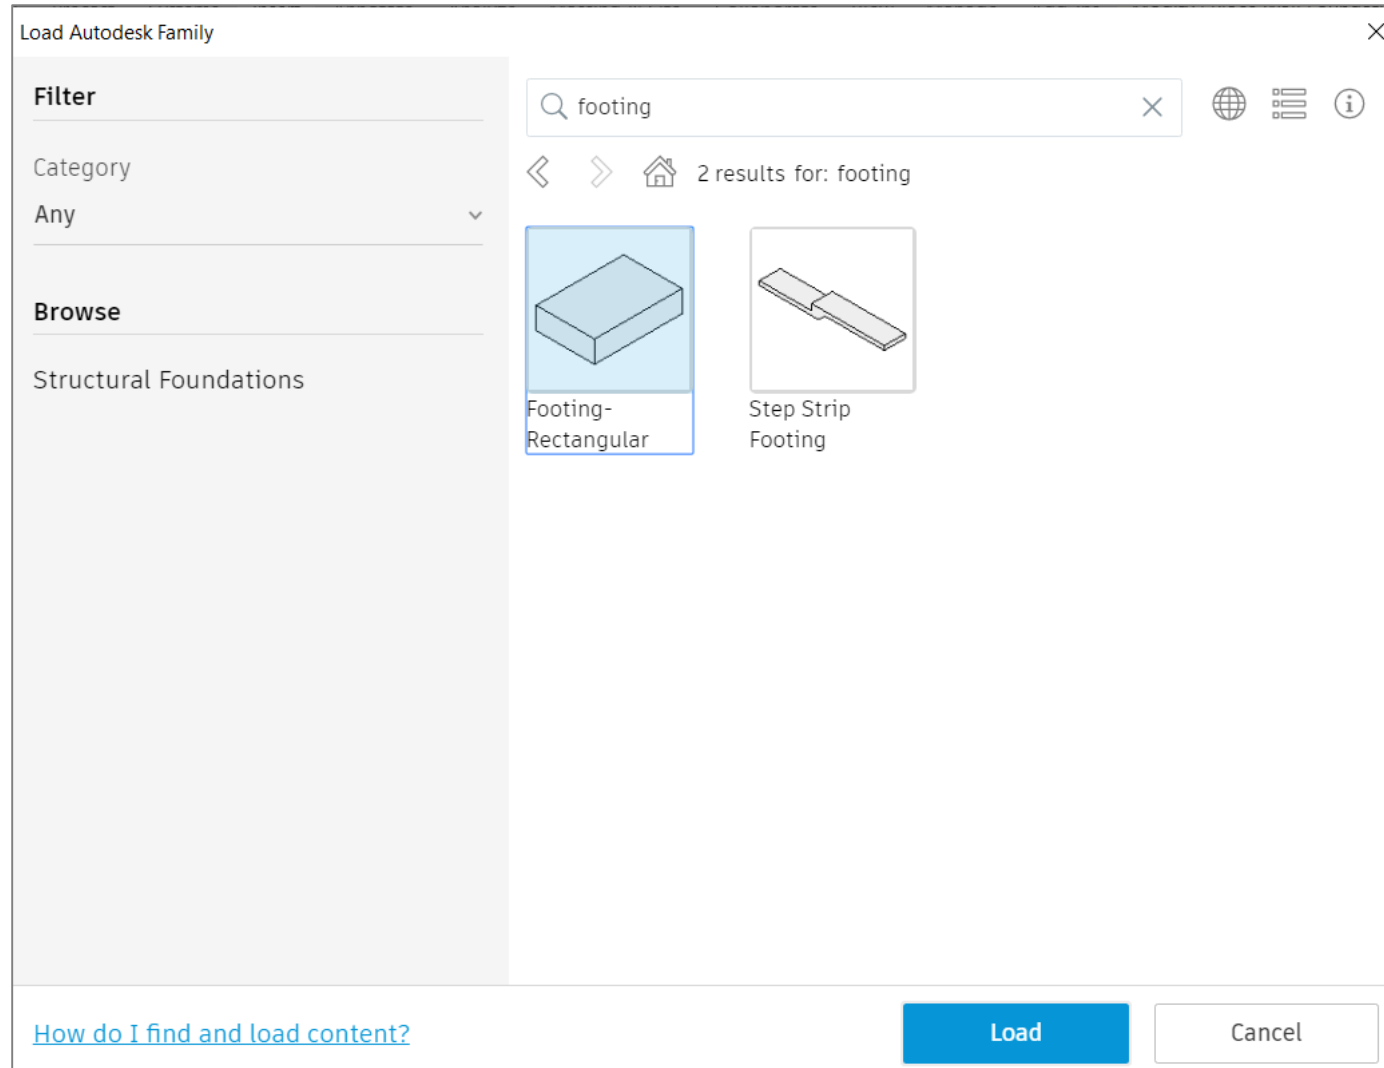 Load Autodesk Family
Filter
Category
Any
Browse
Structural Foundations
footing
2 results for: footing
Footing-
Rectangular
Step Strip
Footing
How do I find and load content?
Load
Cancel